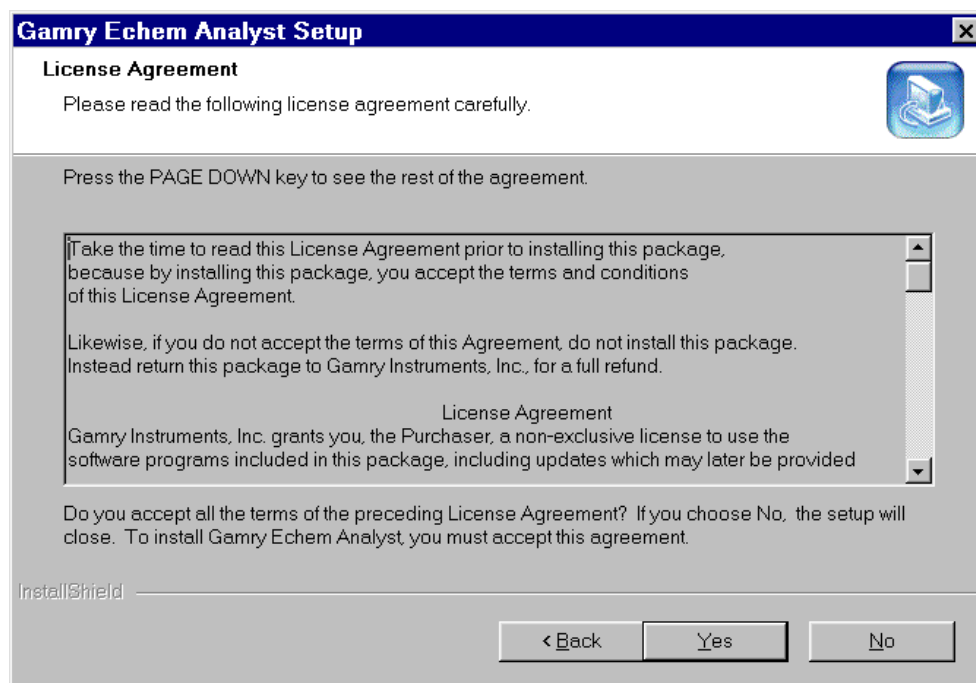 Gamry Echem Analyst Setup
License Agreement
Please read the following license agreement carefully.
Press the PAGE DOWN key to see the rest of the agreement.
Take the time to read this License Agreement prior to installing this package,
because by installing this package, you accept the terms and conditions
of this License Agreement.
Likewise, if you do not accept the terms of this Agreement, do not install this package.
Instead return this package to Gamry Instruments, Inc., for a full refund.
License Agreement
Gamry Instruments, Inc. grants you, the Purchaser, a non-exclusive license to use the
software programs included in this package, including updates which may later be provided
Do you accept all the terms of the preceding License Agreement?  If you choose No,  the setup will
close.  To install Gamry Echem Analyst, you must accept this agreement.
InstallShield
< Back
Yes
No